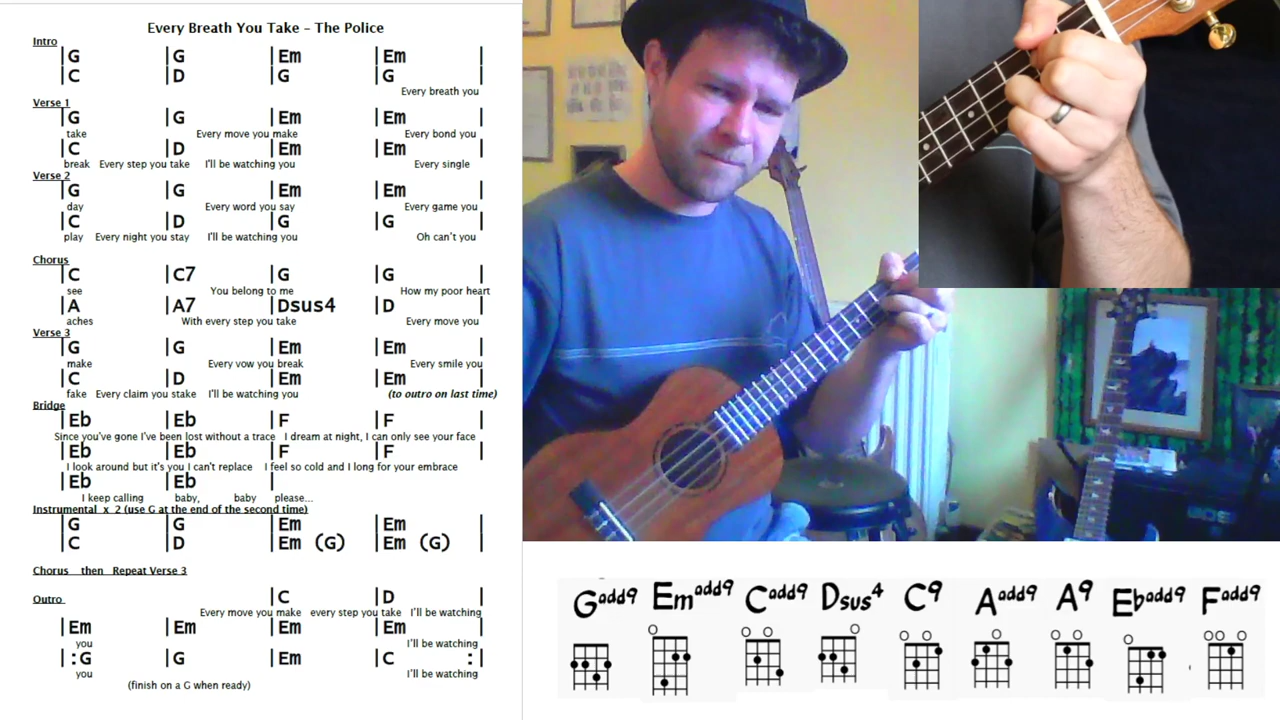 Every Breath You Take – The Police
Intro
|G |G |Em |Em |
|C |D |G |G |
Every breath you
Verse 1
|G |G |Em |Em |
take Every move you make Every bond you
|C |D |Em |Em |
break Every step you take I'll be watching you Every single
Verse 2
|G |G |Em |Em |
day Every word you say Every game you
|C |D |G |G |
play Every night you stay I'll be watching you Oh can't you
Chorus
|C |C7 |G |G |
see You belong to me How my poor heart
|A |A7 |Dsus4 |D |
aches With every step you take Every move you
Verse 3
|G |G |Em |Em |
make Every vow you break Every smile you
|C |D |Em |Em |
fake Every claim you stake I'll be watching you (to outro on last time)
Bridge
|Eb |Eb |F |F |
Since you've gone I've been lost without a trace I dream at night, I can only see your face
|Eb |Eb |F |F |
I look around but it's you I can't replace I feel so cold and I long for your embrace
|Eb |Eb |
I keep calling baby, baby please...
Instrumental x 2 (use G at the end of the second time)
|G |G |Em |Em |
|C |D |Em (G) |Em (G) |
Chorus then Repeat Verse 3
Outro
|C |D |
Every move you make every step you take I'll be watching
|Em |Em |Em |Em |
you I'll be watching
|:G |G |Em |C :|
you I'll be watching
(finish on a G when ready)
BOSS
Gadd9 Emadd9 Cadd9 Dsus4 C9 Aadd9 A9 Ebadd9 Fadd9